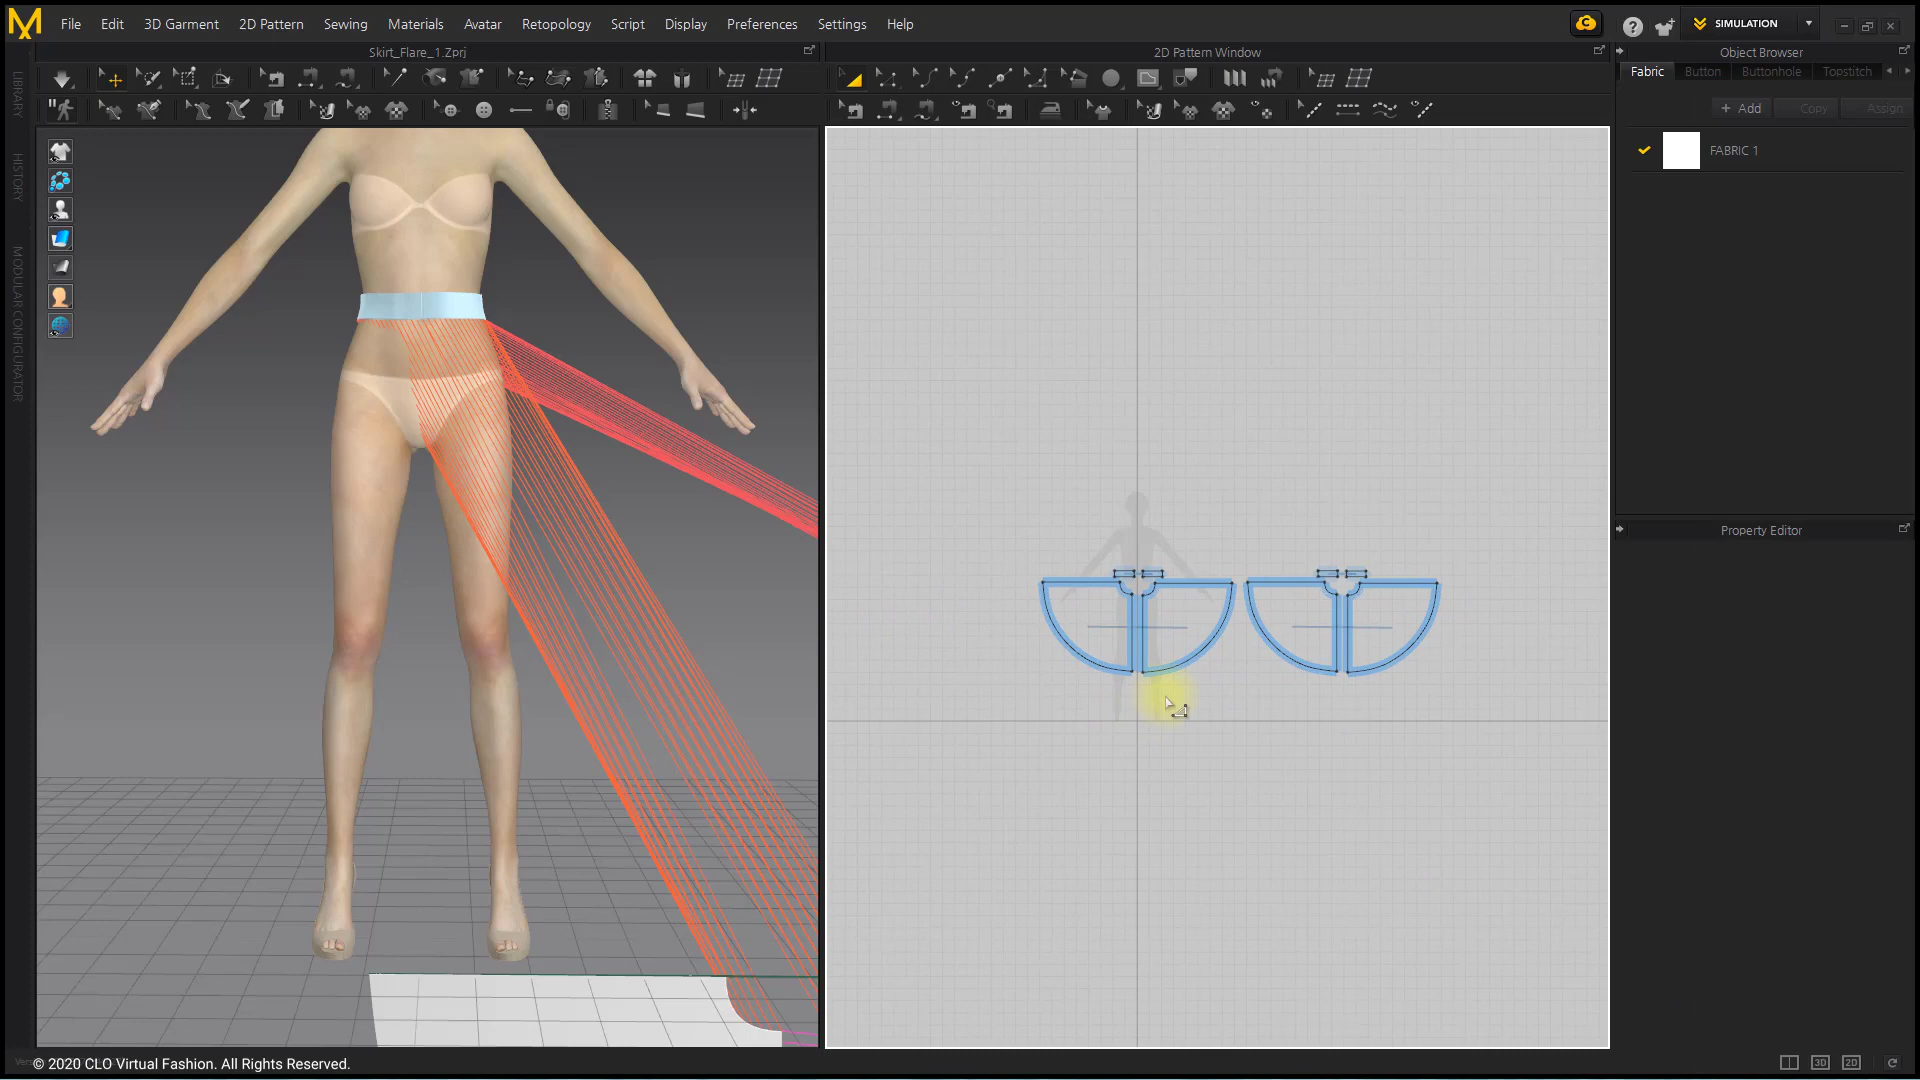 File Edit 3D Garment 2D Pattern Sewing Materials Avatar Retopology Script Display Preferences Settings Help
SIMULATION
Skirt_Flare_1.Zprj
2D Pattern Window
Object Browser
Fabric Button Buttonhole Topstitch
+ Add Copy Assign
FABRIC 1
LIBRARY
HISTORY
MODULAR CONFIGURATOR
Property Editor
© 2020 CLO Virtual Fashion. All Rights Reserved.
3D 2D